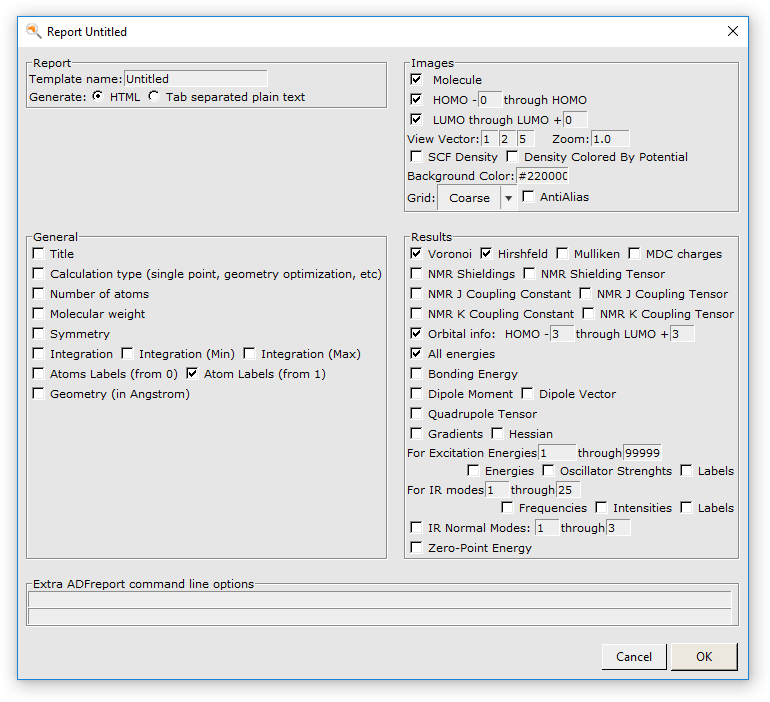 Report Untitled
Report
Template name: Untitled
Generate: HTML Tab separated plain text
Images
Molecule
HOMO - 0 through HOMO
LUMO through LUMO + 0
View Vector: 1 2 5 Zoom: 1.0
SCF Density Density Colored By Potential
Background Color: #220000
Grid: Coarse AntiAlias
General
Title
Calculation type (single point, geometry optimization, etc)
Number of atoms
Molecular weight
Symmetry
Integration Integration (Min) Integration (Max)
Atoms Labels (from 0) Atom Labels (from 1)
Geometry (in Angstrom)
Results
Voronoi Hirshfeld Mulliken MDC charges
NMR Shieldings NMR Shielding Tensor
NMR J Coupling Constant NMR J Coupling Tensor
NMR K Coupling Constant NMR K Coupling Tensor
Orbital info: HOMO - 3 through LUMO + 3
All energies
Bonding Energy
Dipole Moment Dipole Vector
Quadrupole Tensor
Gradients Hessian
For Excitation Energies 1 through 99999
Energies Oscillator Strenghts Labels
For IR modes 1 through 25
Frequencies Intensities Labels
IR Normal Modes: 1 through 3
Zero-Point Energy
Extra ADFreport command line options
Cancel OK